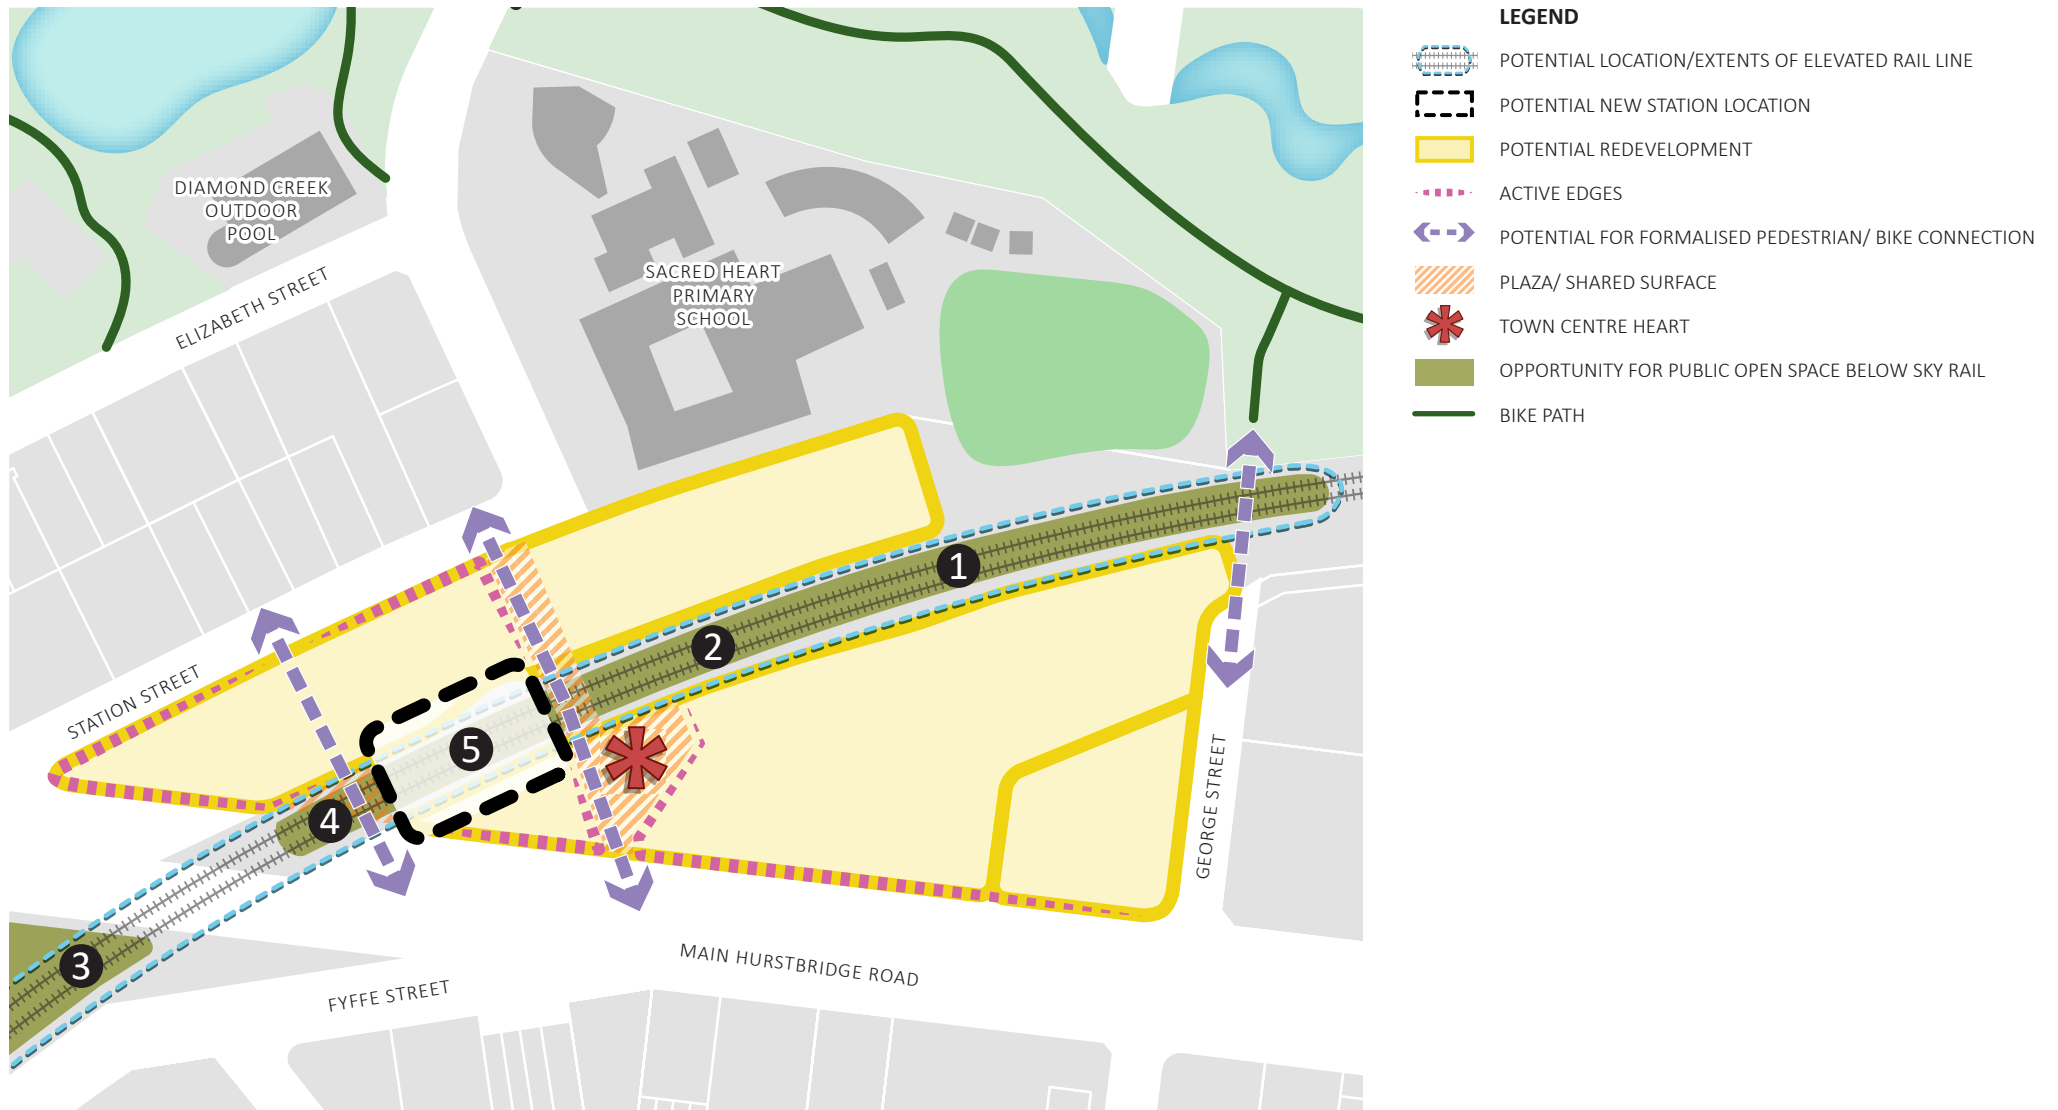 LEGEND
POTENTIAL LOCATION/EXTENTS OF ELEVATED RAIL LINE
POTENTIAL NEW STATION LOCATION
POTENTIAL REDEVELOPMENT
ACTIVE EDGES
POTENTIAL FOR FORMALISED PEDESTRIAN/ BIKE CONNECTION
PLAZA/ SHARED SURFACE
TOWN CENTRE HEART
OPPORTUNITY FOR PUBLIC OPEN SPACE BELOW SKY RAIL
BIKE PATH
DIAMOND CREEK
OUTDOOR
POOL
ELIZABETH STREET
SACRED HEART
PRIMARY
SCHOOL
1
2
STATION STREET
5
4
GEORGE STREET
3
MAIN HURSTBRIDGE ROAD
FYFFE STREET